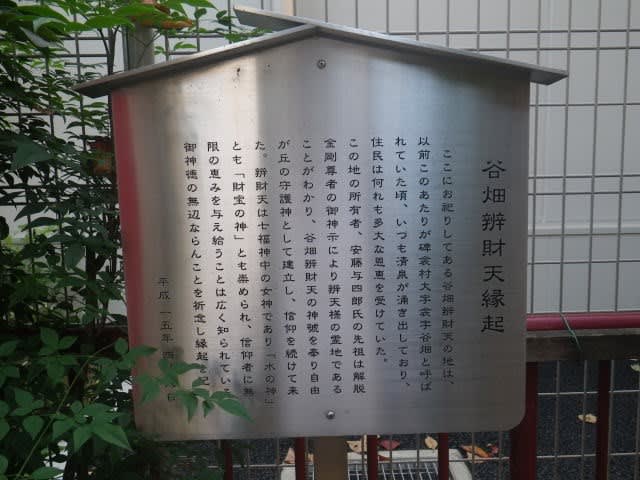 谷畑辨財天縁起
ここにお祀りしてある谷畑辨財天の地は、
以前このあたりが碑衾村大字衾字谷畑と呼ば
れていた頃、いつも清泉が涌き出しており、
住民は何れも多大な恩恵を受けていた。
この地の所有者、安藤与四郎氏の先祖は解脱
金剛尊者の御神示により辨天様の霊地である
ことがわかり、谷畑辨財天の神號を奉り自由
が丘の守護神として建立し、信仰を続けて来
た。辨財天は七福神中の女神であり「水の神」
とも「財宝の神」とも崇められ、信仰者に無
限の恵みを与え給うことは広く知られてい
御神德の無辺ならんことを祈念し縁起を記
平成一五年四